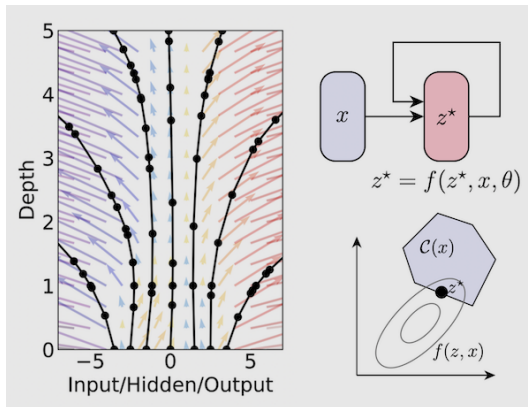 5
4
3
2
1
0
Depth
−5
0
5
Input/Hidden/Output
x
z⋆
z⋆ = f(z⋆, x, θ)
𝒞(x)
z⋆
f(z, x)